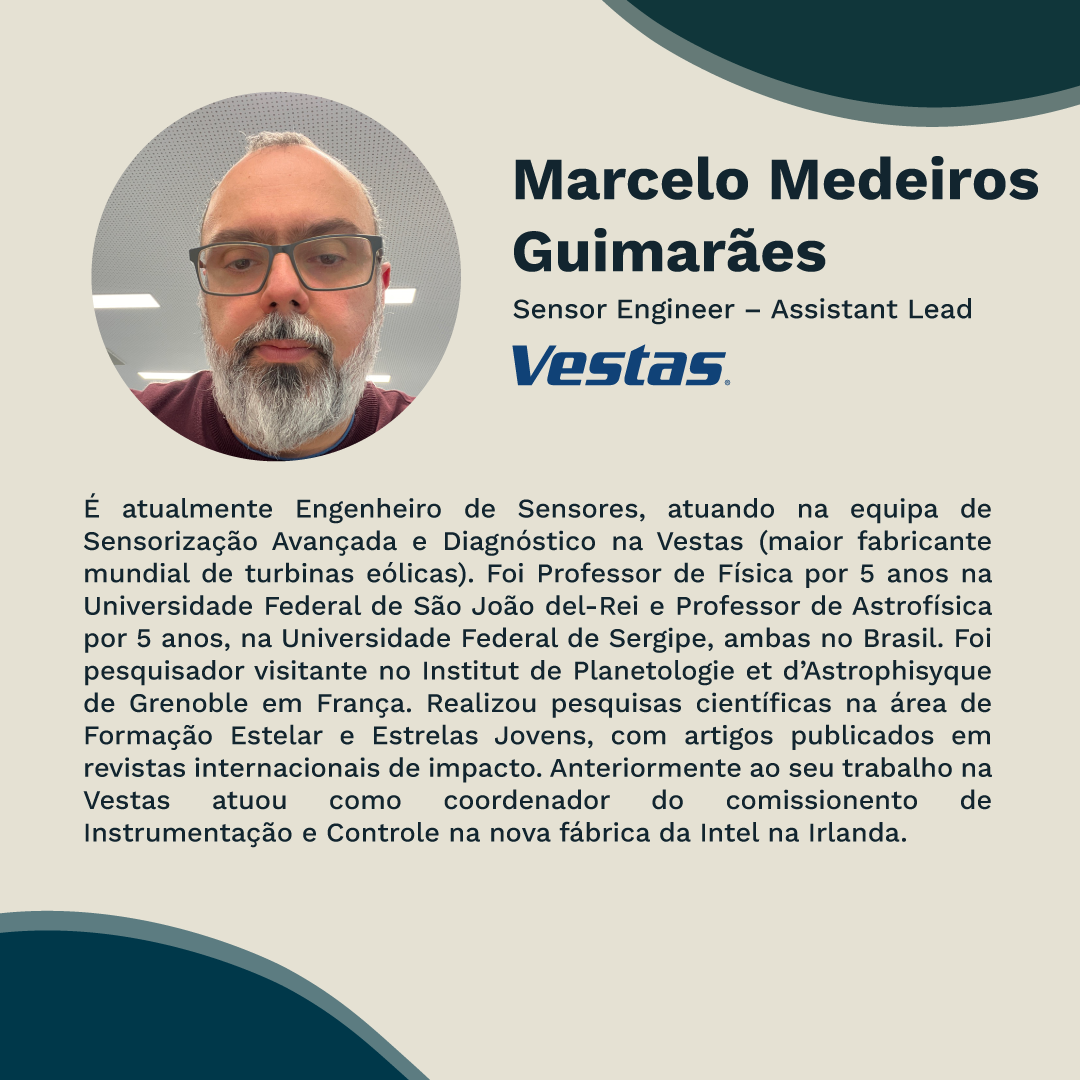 Marcelo Medeiros
Guimarães
Sensor Engineer – Assistant Lead
Vestas®
É atualmente Engenheiro de Sensores, atuando na equipa de
Sensorização Avançada e Diagnóstico na Vestas (maior fabricante
mundial de turbinas eólicas). Foi Professor de Física por 5 anos na
Universidade Federal de São João del-Rei e Professor de Astrofísica
por 5 anos, na Universidade Federal de Sergipe, ambas no Brasil. Foi
pesquisador visitante no Institut de Planetologie et d’Astrophisyque
de Grenoble em França. Realizou pesquisas científicas na área de
Formação Estelar e Estrelas Jovens, com artigos publicados em
revistas internacionais de impacto. Anteriormente ao seu trabalho na
Vestas atuou como coordenador do comissionento de
Instrumentação e Controle na nova fábrica da Intel na Irlanda.